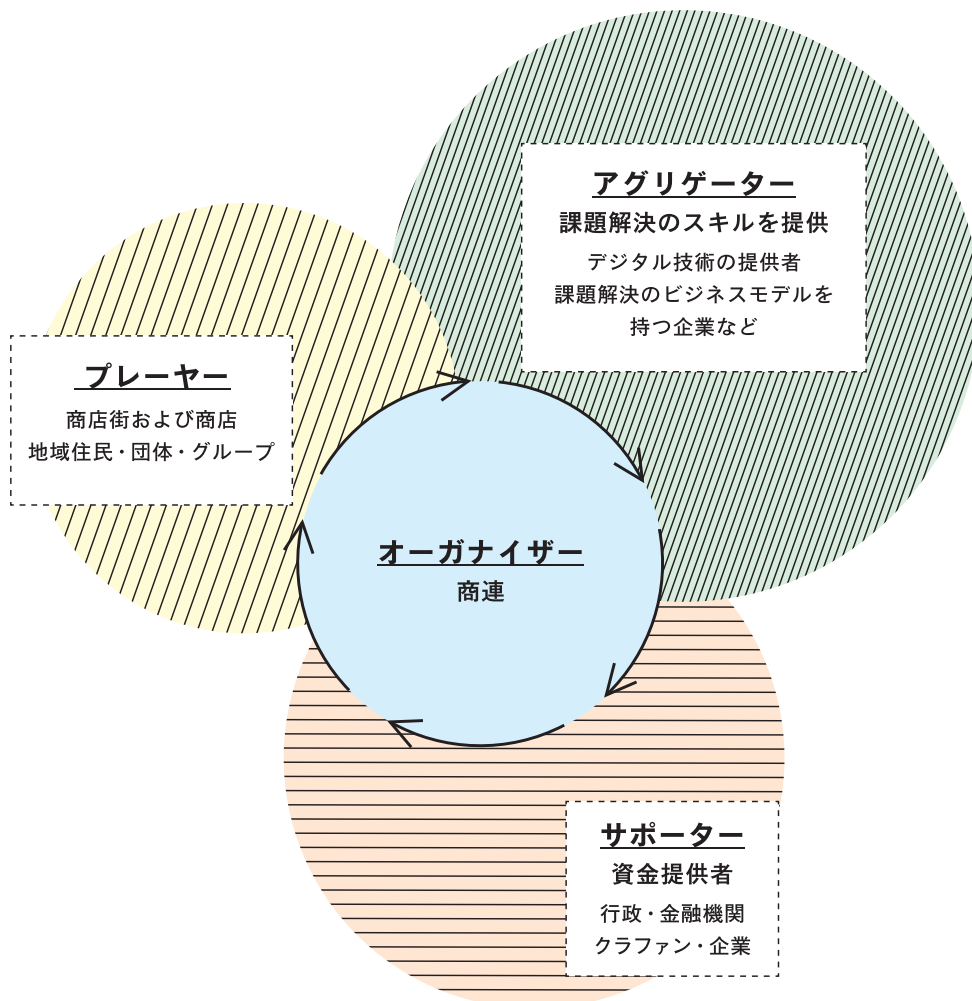 アグリゲーター
課題解決のスキルを提供
デジタル技術の提供者
課題解決のビジネスモデルを
持つ企業など
プレーヤー
商店街および商店
地域住民・団体・グループ
オーガナイザー
商連
サポーター
資金提供者
行政・金融機関
クラファン・企業